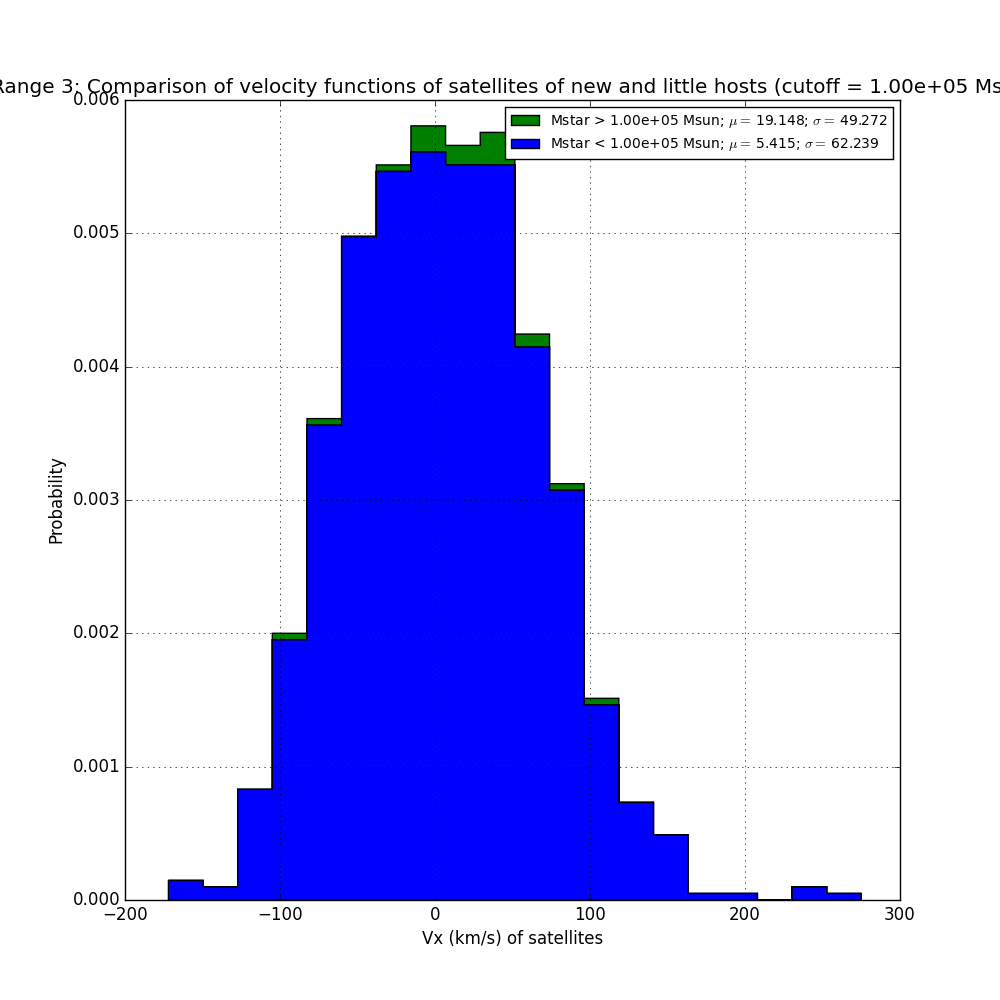 Range 3: Comparison of velocity functions of satellites of new and little hosts (cutoff = 1.00e+05 Ms
0.006
Mstar > 1.00e+05 Msun; μ = 19.148; σ = 49.272
Mstar < 1.00e+05 Msun; μ = 5.415; σ = 62.239
0.005
0.004
0.003
0.002
0.001
0.000
Probability
−200 −100 0 100 200 300
Vx (km/s) of satellites